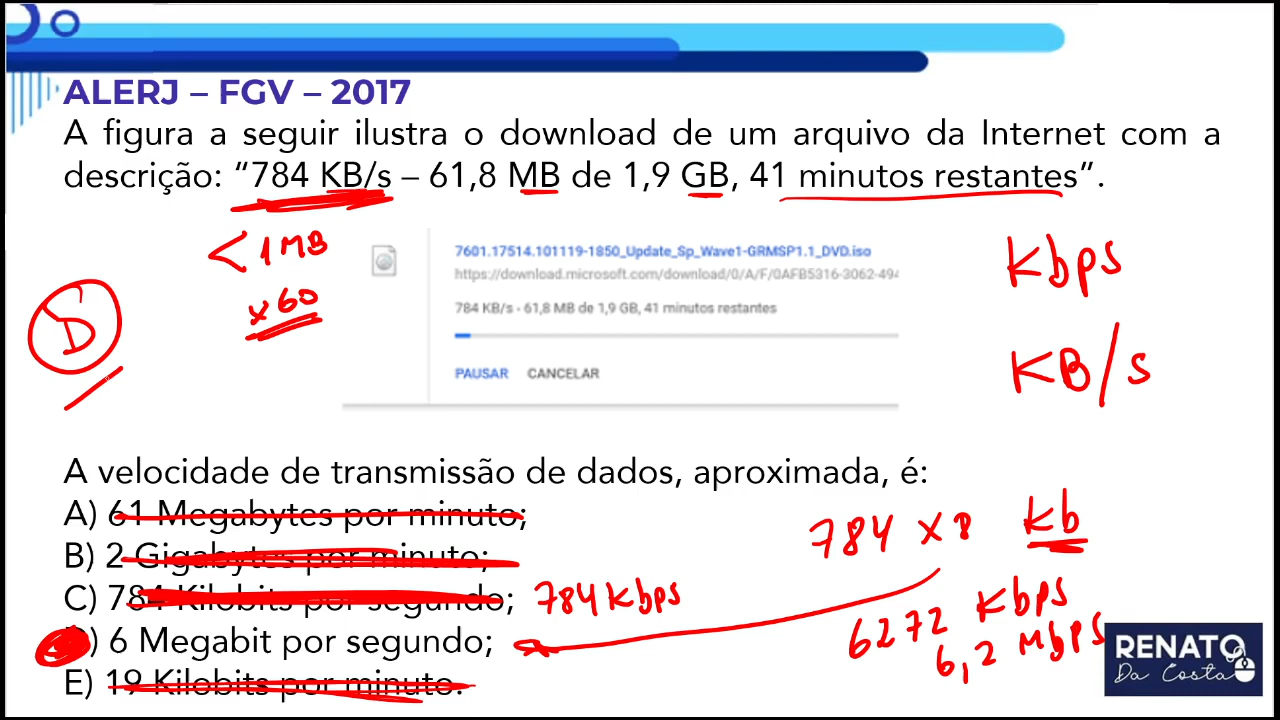 ALERJ – FGV – 2017
A figura a seguir ilustra o download de um arquivo da Internet com a
descrição: “784 KB/s – 61,8 MB de 1,9 GB, 41 minutos restantes”.
< 1 MB
x 60
D
7601.17514.101119-1850_Update_Sp_Wave1-GRMSP1.1_DVD.iso
https://download.microsoft.com/download/0/A/F/0AFB5316-3062-494
784 KB/s - 61,8 MB de 1,9 GB, 41 minutos restantes
PAUSAR CANCELAR
Kbps
KB/s
A velocidade de transmissão de dados, aproximada, é:
A) 61 Megabytes por minuto;
B) 2 Gigabytes por minuto;
C) 784 Kilobits por segundo; 784 Kbps
D) 6 Megabit por segundo;
E) 19 Kilobits por minuto.
784 x 8 Kb
6272 Kbps
6,2 Mbps
RENATO
Da Costa